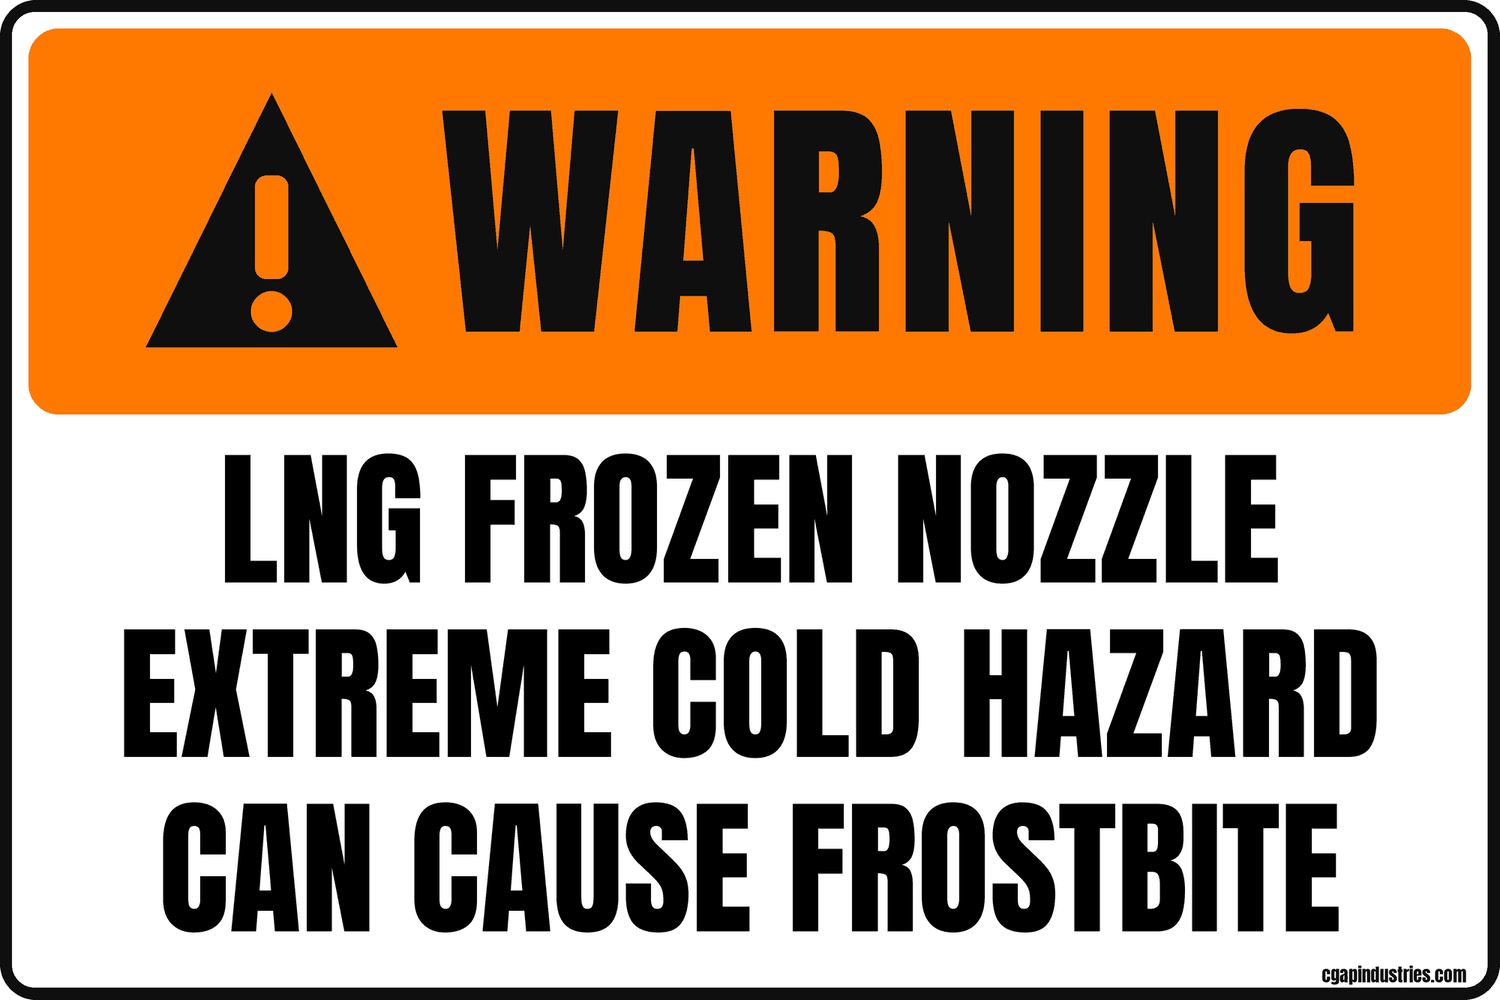 WARNING
LNG FROZEN NOZZLE
EXTREME COLD HAZARD
CAN CAUSE FROSTBITE
cgapindustries.com